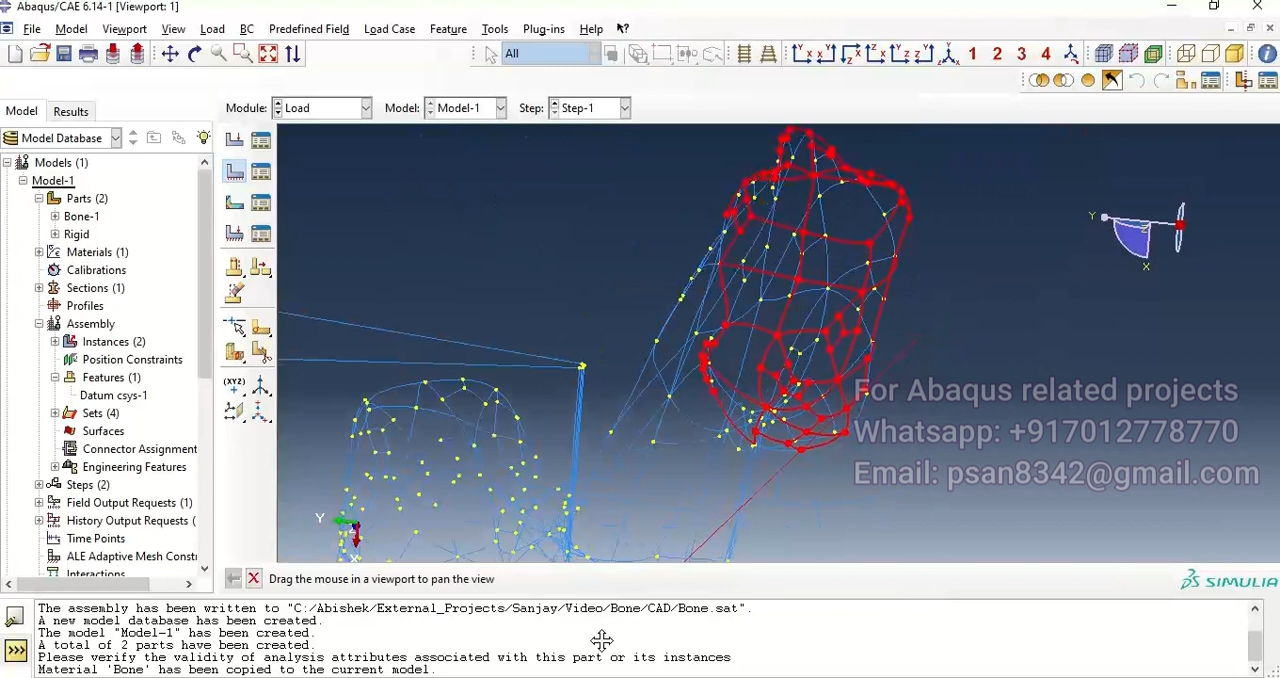 Abaqus/CAE 6.14-1 [Viewport: 1]
File Model Viewport View Load BC Predefined Field Load Case Feature Tools Plug-ins Help
All
1 2 3 4
Model Results
Module: Load Model: Model-1 Step: Step-1
Model Database
Models (1)
Model-1
Parts (2)
Bone-1
Rigid
Materials (1)
Calibrations
Sections (1)
Profiles
Assembly
Instances (2)
Position Constraints
Features (1)
Datum csys-1
Sets (4)
Surfaces
Connector Assignment
Engineering Features
Steps (2)
Field Output Requests (1)
History Output Requests (
Time Points
ALE Adaptive Mesh Const
Interactions
(XYZ)
Y
X
Y
Z
X
For Abaqus related projects
Whatsapp: +917012778770
Email: psan8342@gmail.com
Drag the mouse in a viewport to pan the view
SIMULIA
The assembly has been written to "C:/Abishek/External_Projects/Sanjay/Video/Bone/CAD/Bone.sat".
A new model database has been created.
The model "Model-1" has been created.
A total of 2 parts have been created.
Please verify the validity of analysis attributes associated with this part or its instances
Material 'Bone' has been copied to the current model.